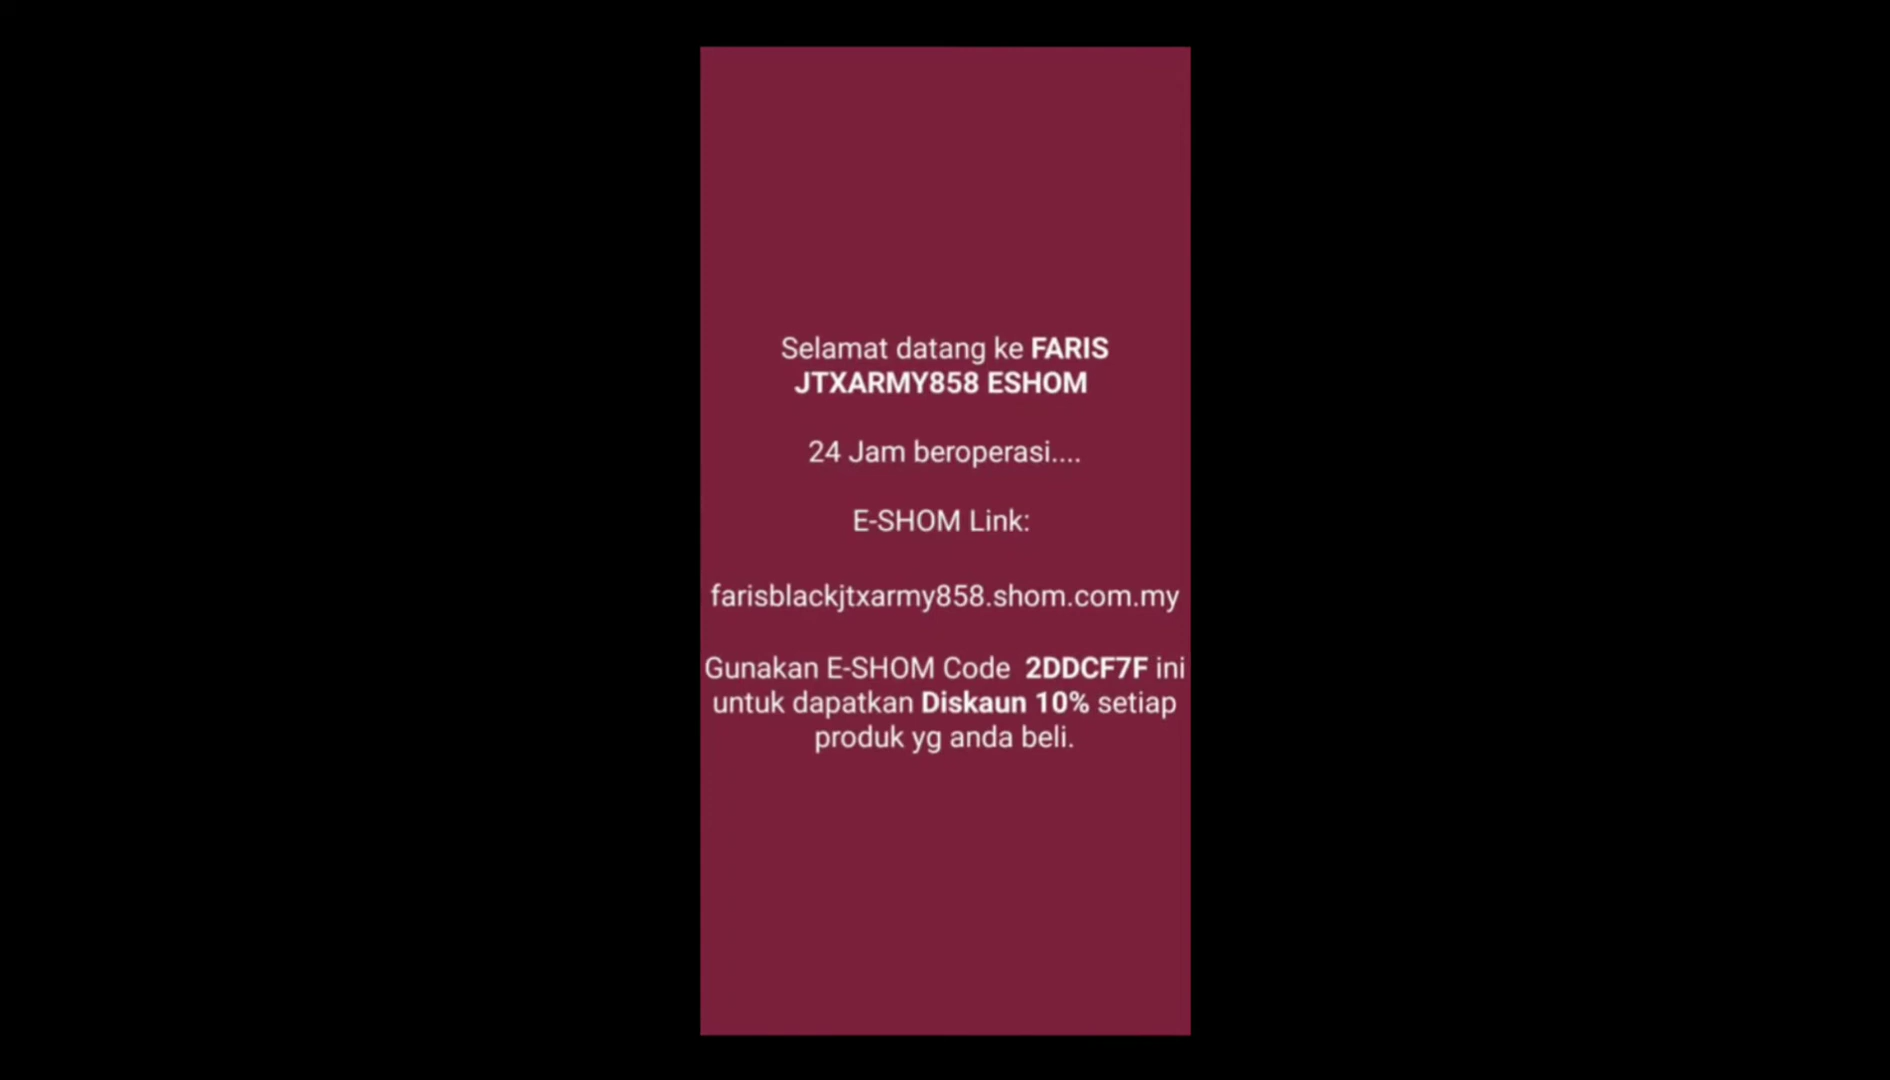 Selamat datang ke FARIS
JTXARMY858 ESHOM
24 Jam beroperasi....
E-SHOM Link:
farisblackjtxarmy858.shom.com.my
Gunakan E-SHOM Code 2DDCF7F ini
untuk dapatkan Diskaun 10% setiap
produk yg anda beli.